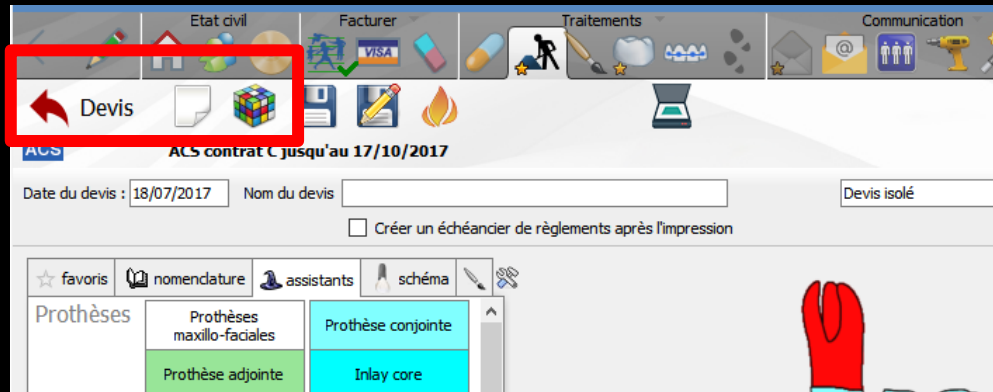 Etat civil Facturer Traitements Communication
VISA @
Devis
ACS ACS contrat C jusqu'au 17/10/2017
Date du devis : 18/07/2017 Nom du devis Devis isolé
Créer un échéancier de règlements après l'impression
favoris nomenclature assistants schéma
Prothèses Prothèses Prothèse conjointe
maxillo-faciales
Prothèse adjointe Inlay core